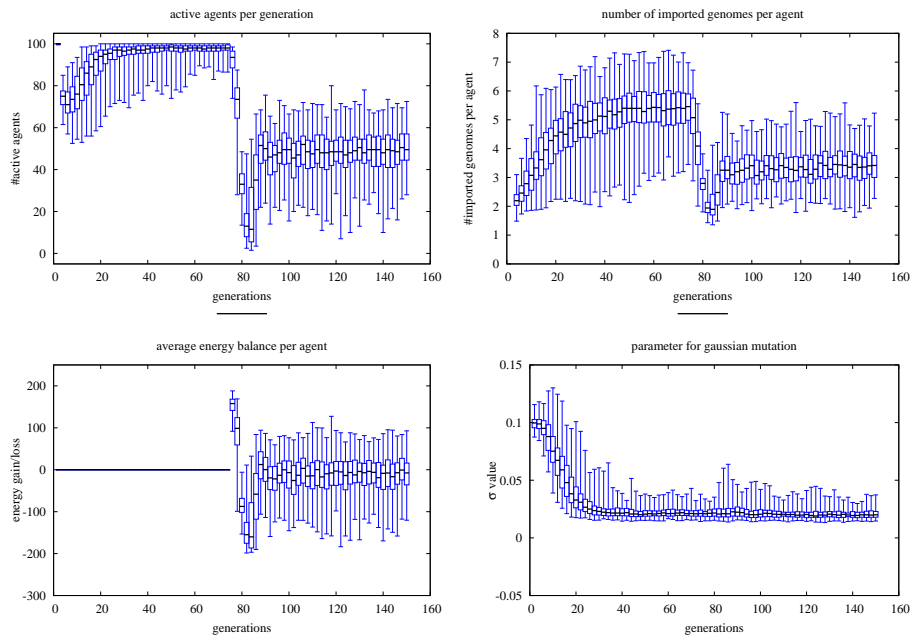 active agents per generation
100
80
60
40
20
0
#active agents
0 20 40 60 80 100 120 140 160
generations
number of imported genomes per agent
8
7
6
5
4
3
2
1
0
#imported genomes per agent
0 20 40 60 80 100 120 140 160
generations
average energy balance per agent
200
100
0
-100
-200
-300
energy gain/loss
0 20 40 60 80 100 120 140 160
generations
parameter for gaussian mutation
0.15
0.1
0.05
0
-0.05
σ value
0 20 40 60 80 100 120 140 160
generations